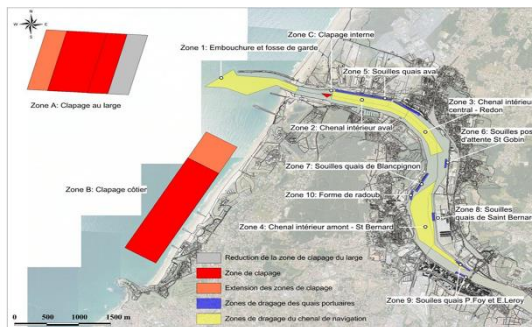 Zone C: Clapage interne
Zone 1: Embouchure et fosse de garde
Zone 5: Souilles quais aval
Zone 3: Chenal intérieur
central - Redon
Zone A: Clapage au large
Zone 2: Chenal intérieur aval
Zone 6: Souilles pos
d'attente St Gobin
Zone 7: Souilles quais de Blancpignon
Zone B: Clapage côtier
Zone 10: Forme de radoub
Zone 8: Souilles
quais de Saint Bernar
Zone 4: Chenal intérieur amont - St Bernard
Reduction de la zone de clapage du large
Zone de clapage
Extension des zones de clapage
Zones de dragage des quais portuaires
Zones de dragage du chenal de navigation
Zone 9: Souilles quais P.Foy et E.Leroy
0 500 1000 1500 m